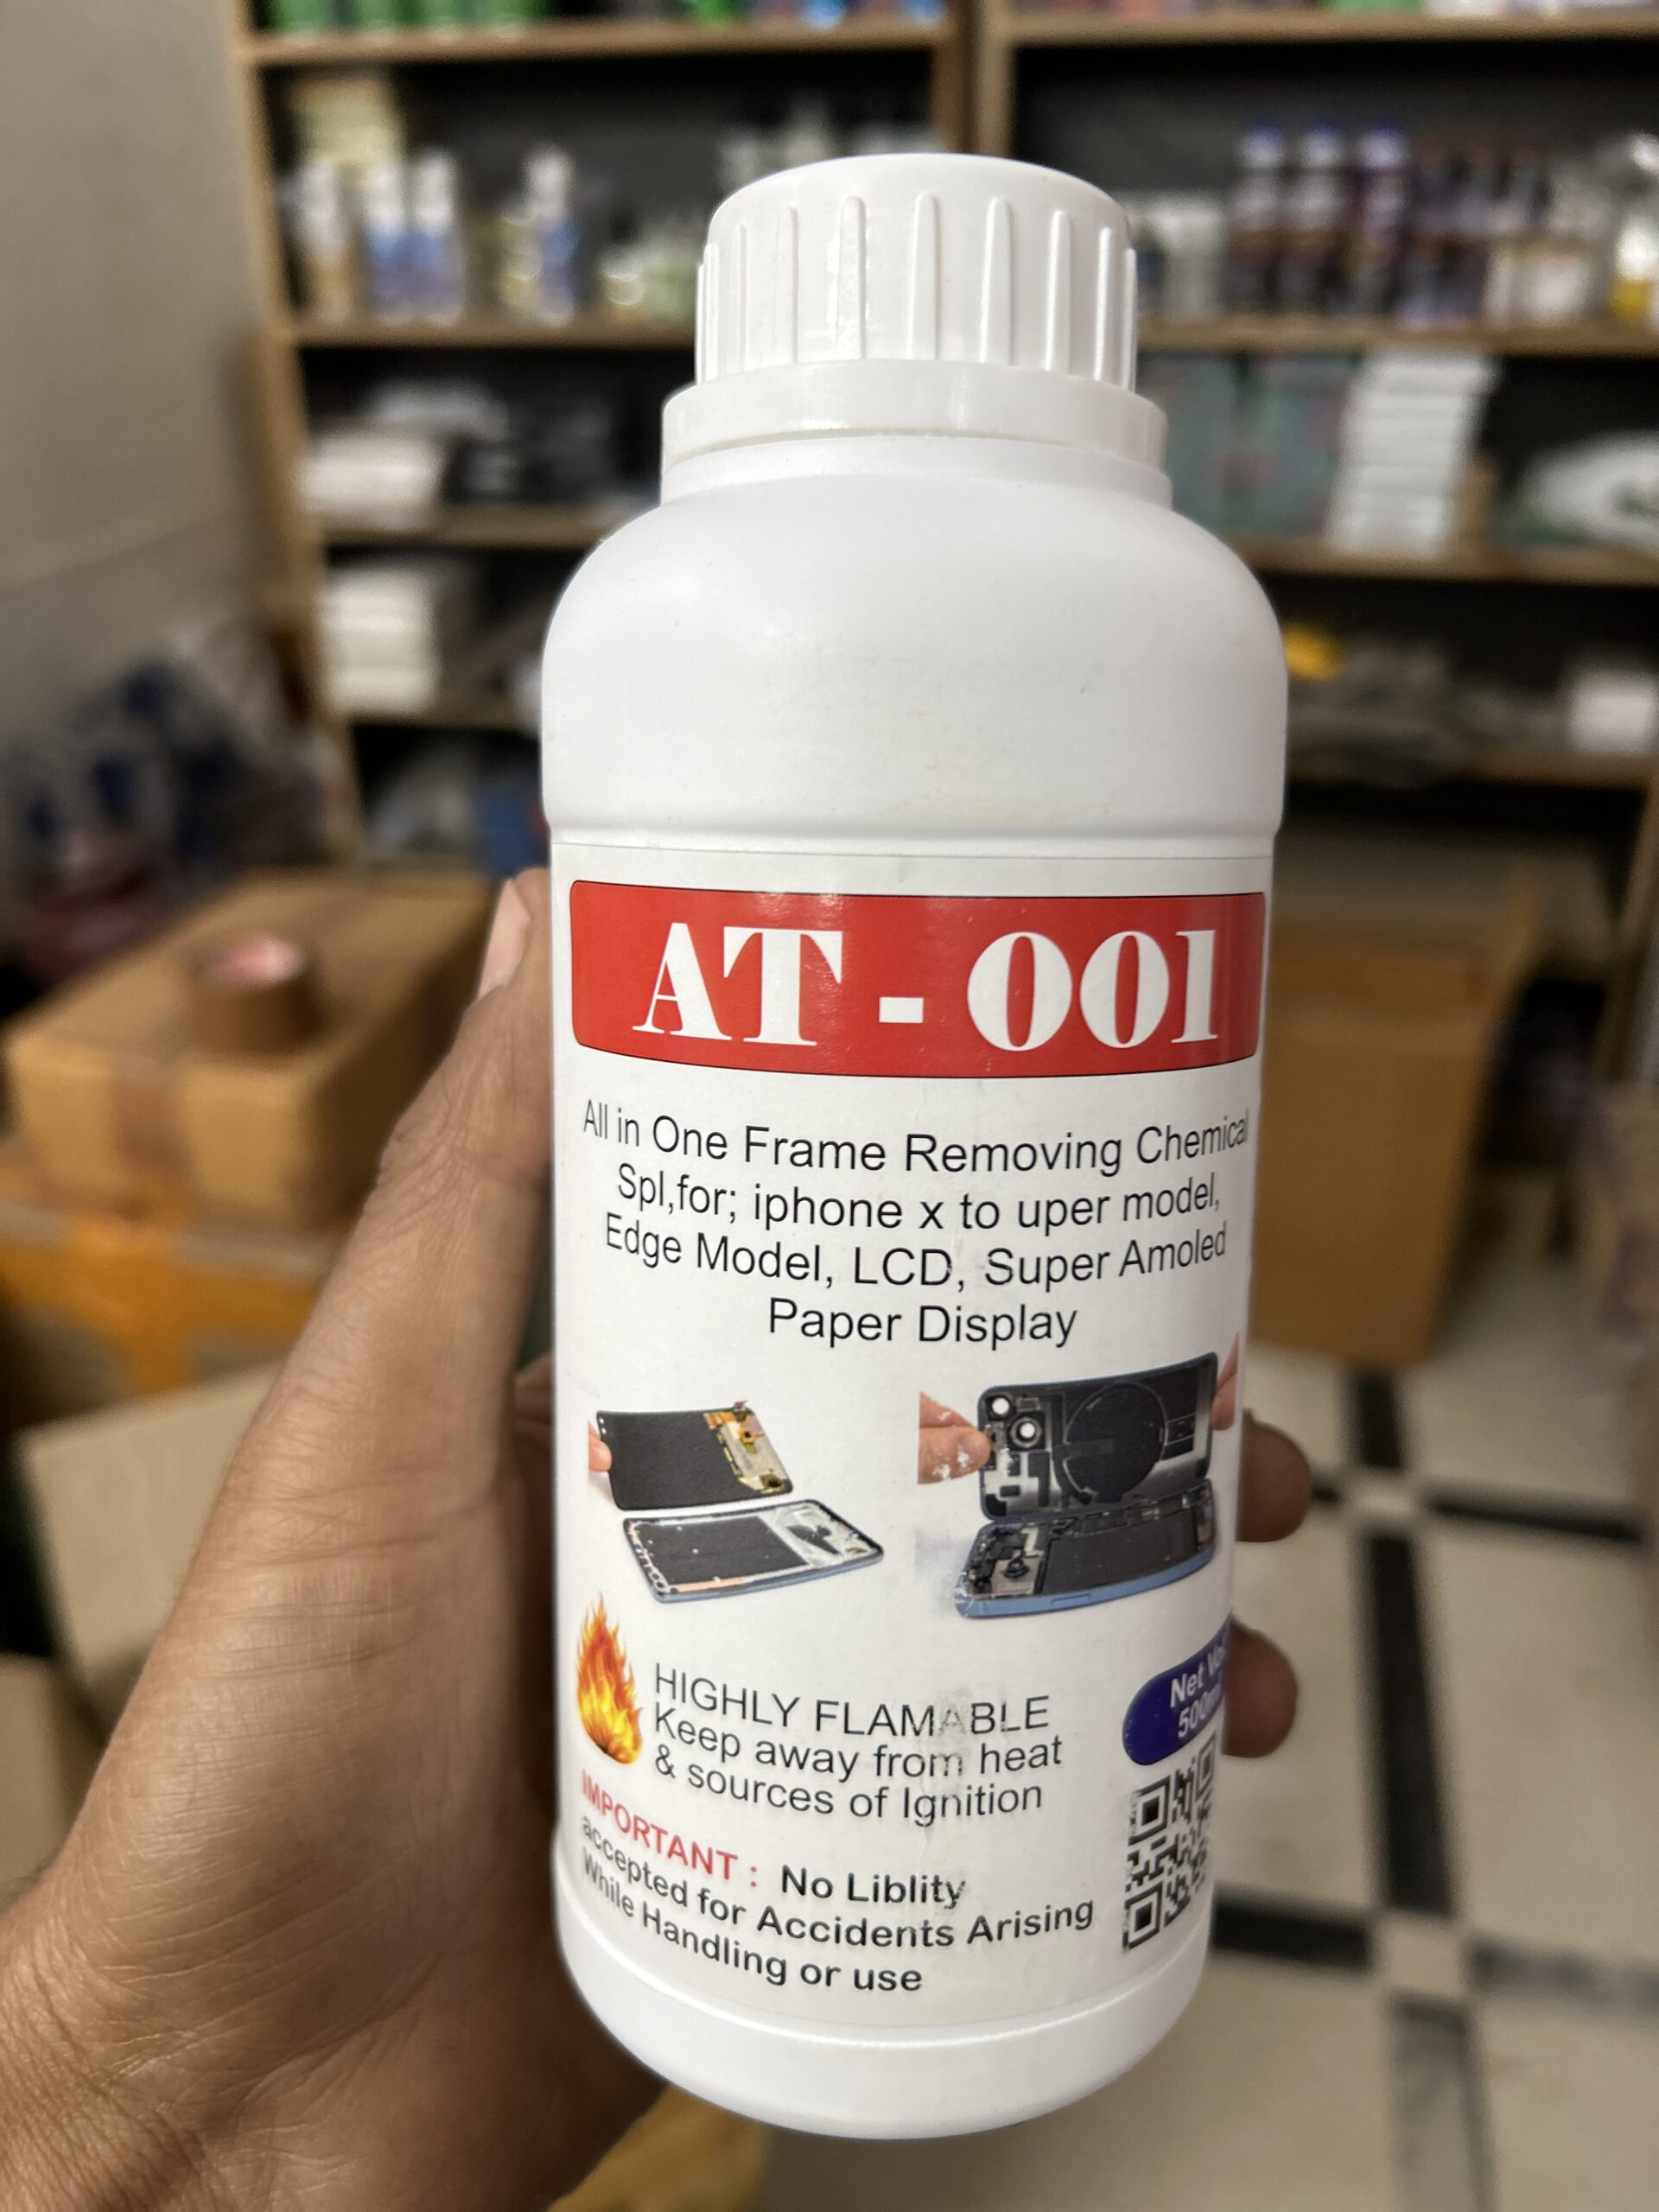 AT - 001
All in One Frame Removing Chemical
Spl,for; iphone x to uper model,
Edge Model, LCD, Super Amoled
Paper Display
HIGHLY FLAMABLE
Keep away from heat
& sources of Ignition
Net
IMPORTANT : No Liblity
accepted for Accidents Arising
While Handling or use